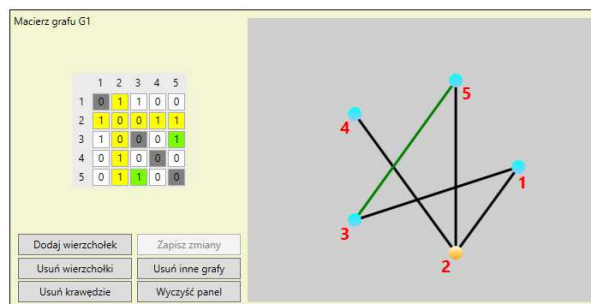 Macierz grafu G1
1 2 3 4 5
1 0 1 1 0 0
2 1 0 0 1 1
3 1 0 0 0 1
4 0 1 0 0 0
5 0 1 1 0 0
5
4
1
3
2
Dodaj wierzchołek Zapisz zmiany
Usuń wierzchołki Usuń inne grafy
Usuń krawędzie Wyczyść panel